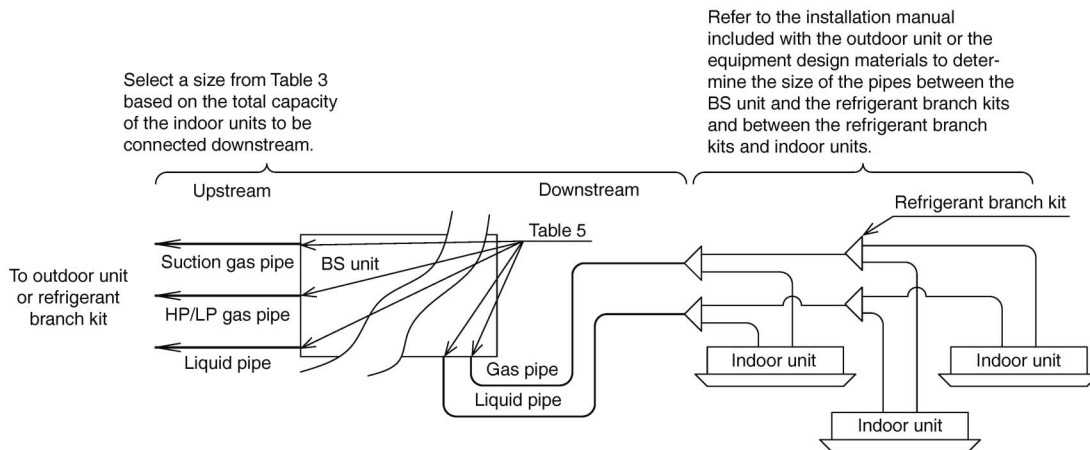 Refer to the installation manual
included with the outdoor unit or the
equipment design materials to deter-
mine the size of the pipes between the
BS unit and the refrigerant branch kits
and between the refrigerant branch
kits and indoor units.
Select a size from Table 3
based on the total capacity
of the indoor units to be
connected downstream.
Upstream
Downstream
Refrigerant branch kit
Table 5
Suction gas pipe
BS unit
To outdoor unit
or refrigerant
branch kit
HP/LP gas pipe
Liquid pipe
Gas pipe
Liquid pipe
Indoor unit
Indoor unit
Indoor unit